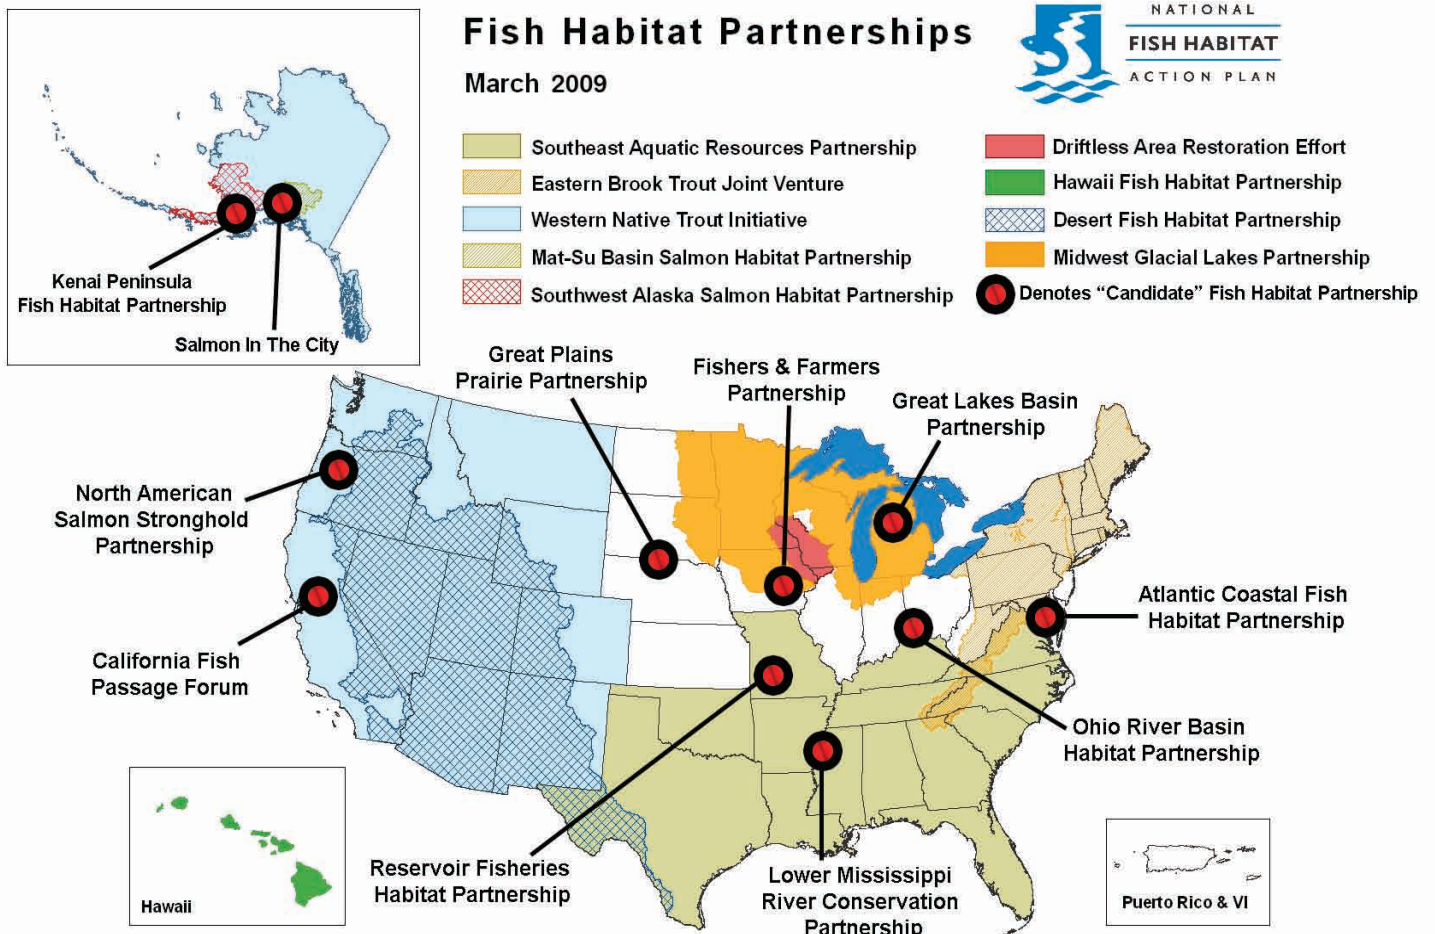 Fish Habitat Partnerships
March 2009
NATIONAL
FISH HABITAT
ACTION PLAN
Southeast Aquatic Resources Partnership
Eastern Brook Trout Joint Venture
Western Native Trout Initiative
Mat-Su Basin Salmon Habitat Partnership
Southwest Alaska Salmon Habitat Partnership
Driftless Area Restoration Effort
Hawaii Fish Habitat Partnership
Desert Fish Habitat Partnership
Midwest Glacial Lakes Partnership
Denotes “Candidate” Fish Habitat Partnership
Kenai Peninsula
Fish Habitat Partnership
Salmon In The City
Great Plains
Prairie Partnership
Fishers & Farmers
Partnership
Great Lakes Basin
Partnership
North American
Salmon Stronghold
Partnership
California Fish
Passage Forum
Atlantic Coastal Fish
Habitat Partnership
Ohio River Basin
Habitat Partnership
Reservoir Fisheries
Habitat Partnership
Lower Mississippi
River Conservation
Partnership
Hawaii
Puerto Rico & VI